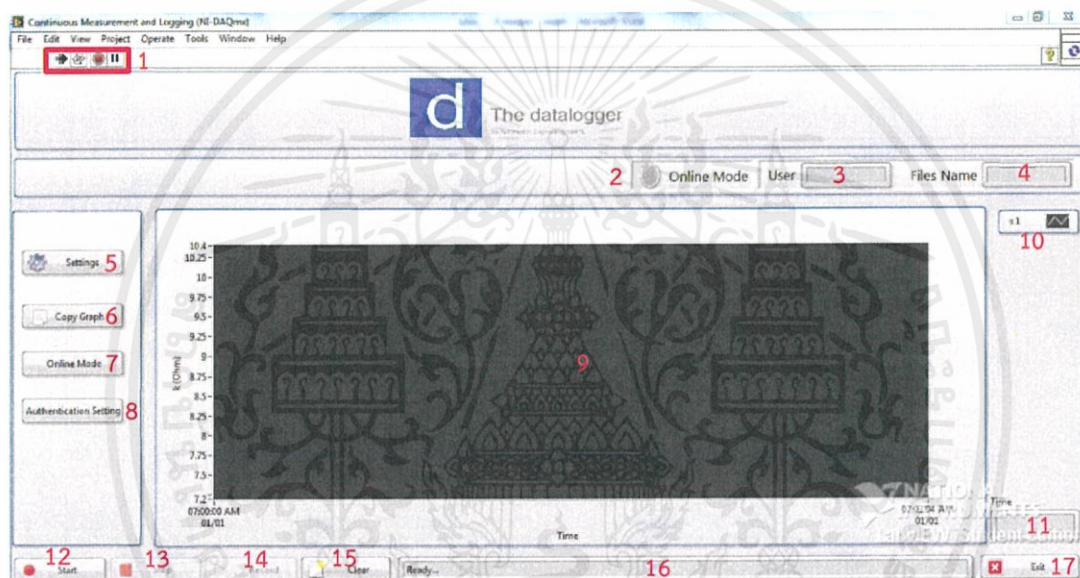 Continuous Measurement and Logging (NI-DAQmx)
File Edit View Project Operate Tools Window Help
1
d The datalogger
2 Online Mode User 3 Files Name 4
Settings 5
Copy Graph 6
Online Mode 7
Authentication Setting 8
s1
10
10.4
10.25
10
9.75
9.5
9.25
9
8.75
8.5
8.25
8
7.75
7.5
7.2
k (Ohm)
9
07:00:00 AM
01/01
01/01
Time
Time
11
12 Start
13
14
15 Clear
Ready...
16
Exit 17